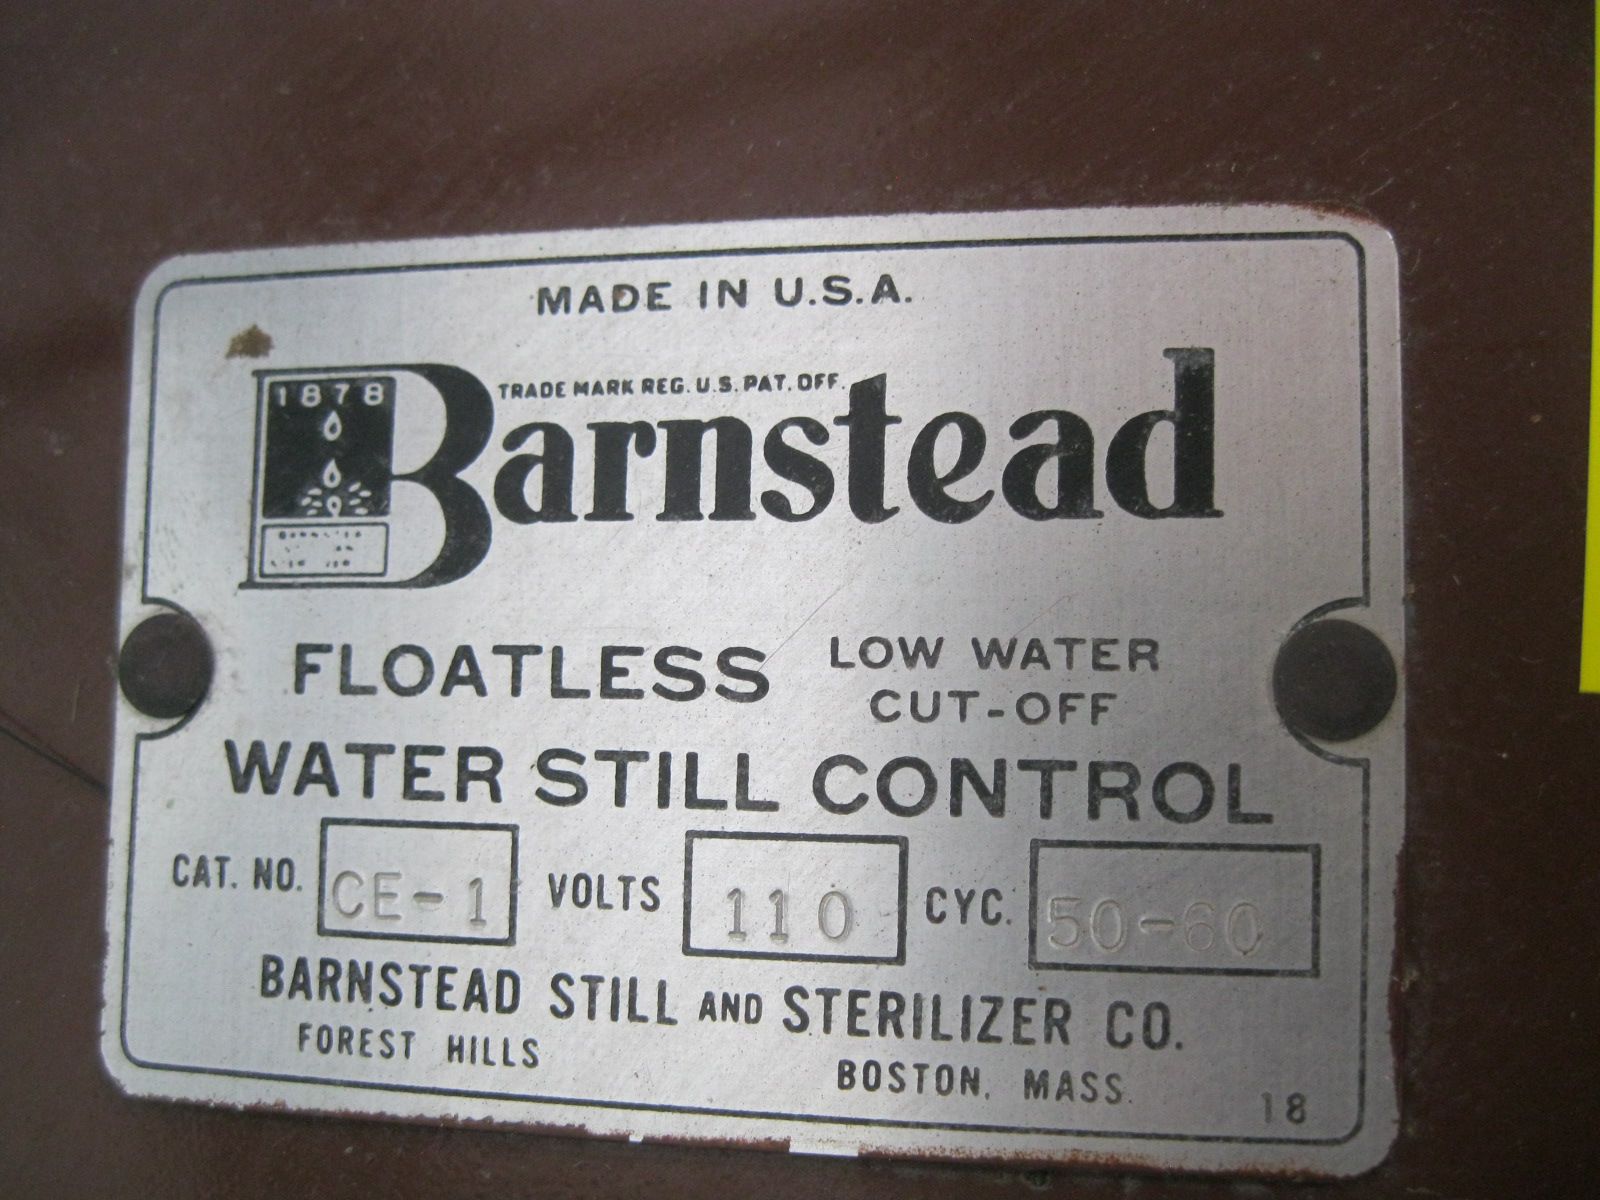 MADE IN U.S.A.
1878
TRADE MARK REG. U.S. PAT. OFF.
Barnstead
FLOATLESS LOW WATER
CUT-OFF
WATER STILL CONTROL
CAT. NO. CE-1 VOLTS 110 CYC. 50-60
BARNSTEAD STILL AND STERILIZER CO.
FOREST HILLS BOSTON, MASS.
18